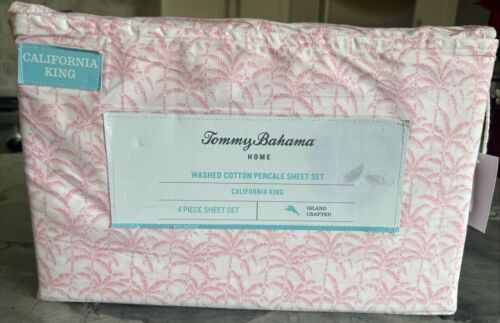 CALIFORNIA
KING
Tommy Bahama
HOME
WASHED COTTON PERCALE SHEET SET
CALIFORNIA KING
4 PIECE SHEET SET
ISLAND
CRAFTED